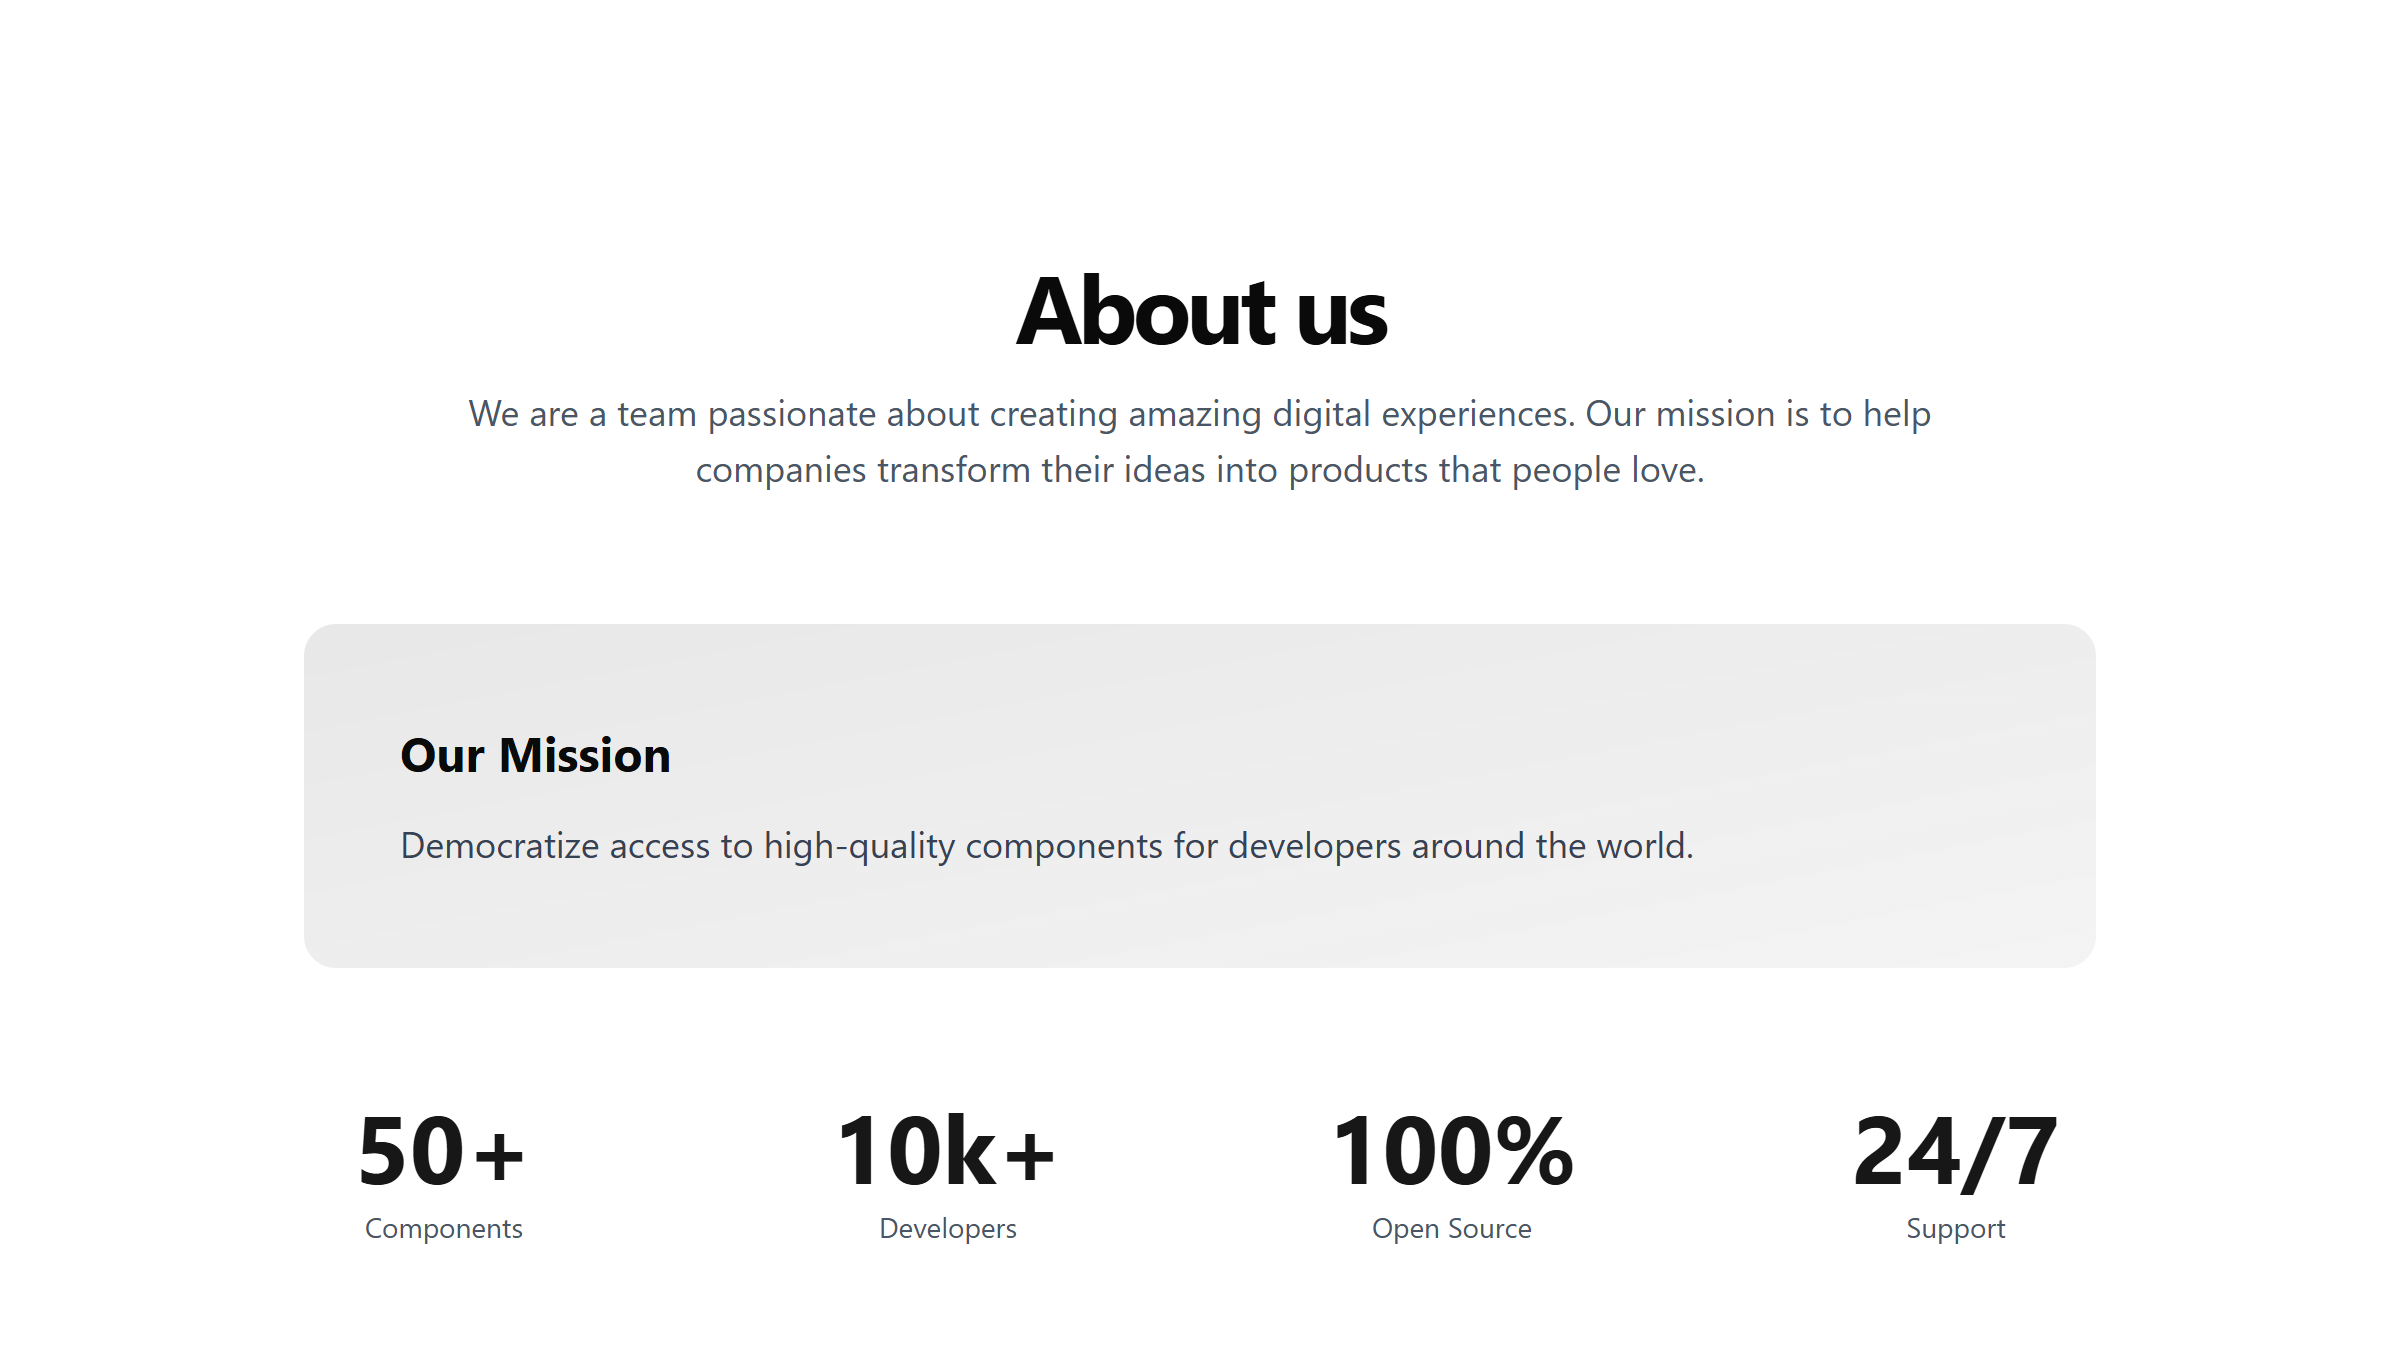 About us
We are a team passionate about creating amazing digital experiences. Our mission is to help
companies transform their ideas into products that people love.
Our Mission
Democratize access to high-quality components for developers around the world.
50+
Components
10k+
Developers
100%
Open Source
24/7
Support